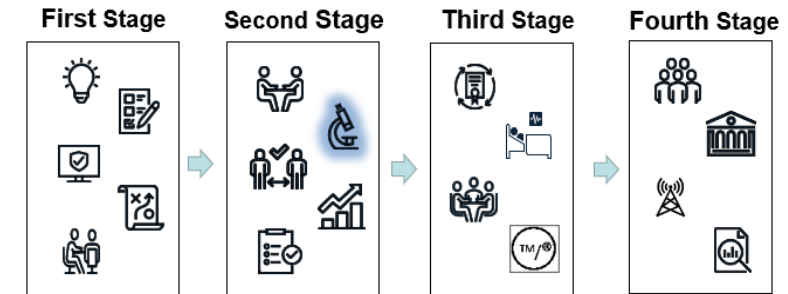 First Stage
Second Stage
Third Stage
Fourth Stage
TM/®